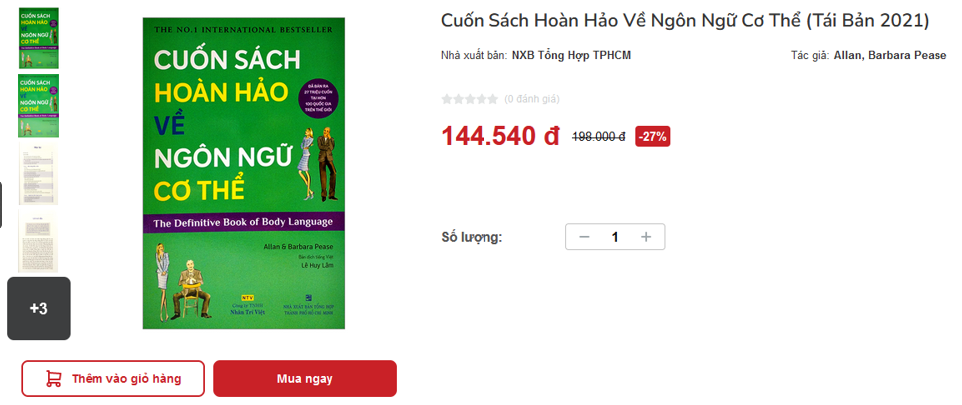 THE NO.1 INTERNATIONAL BESTSELLER
CUỐN SÁCH
HOÀN HẢO
VỀ
NGÔN NGỮ
CƠ THỂ
ĐÃ BÁN RA
27 TRIỆU CUỐN
TẠI HƠN
100 QUỐC GIA
TRÊN THẾ GIỚI
The Definitive Book of Body Language
Allan & Barbara Pease
Bản dịch tiếng Việt
Lê Huy Lâm
NTV
Công ty TNHH
Nhân Trí Việt
NHÀ XUẤT BẢN TỔNG HỢP
THÀNH PHỐ HỒ CHÍ MINH
+3
Thêm vào giỏ hàng
Mua ngay
Cuốn Sách Hoàn Hảo Về Ngôn Ngữ Cơ Thể (Tái Bản 2021)
Nhà xuất bản: NXB Tổng Hợp TPHCM
Tác giả: Allan, Barbara Pease
(0 đánh giá)
144.540 đ 198.000 đ -27%
Số lượng: − 1 +